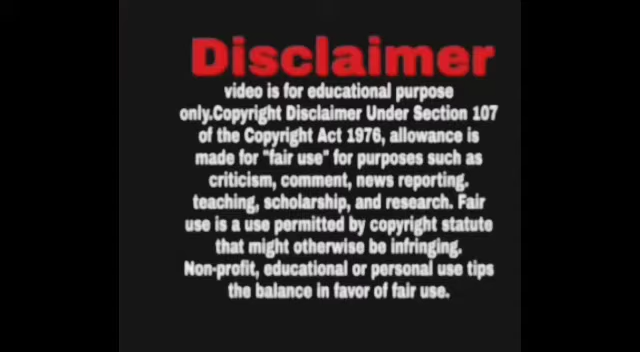 Disclaimer
video is for educational purpose
only.Copyright Disclaimer Under Section 107
of the Copyright Act 1976, allowance is
made for "fair use" for purposes such as
criticism, comment, news reporting,
teaching, scholarship, and research. Fair
use is a use permitted by copyright statute
that might otherwise be infringing.
Non-profit, educational or personal use tips
the balance in favor of fair use.